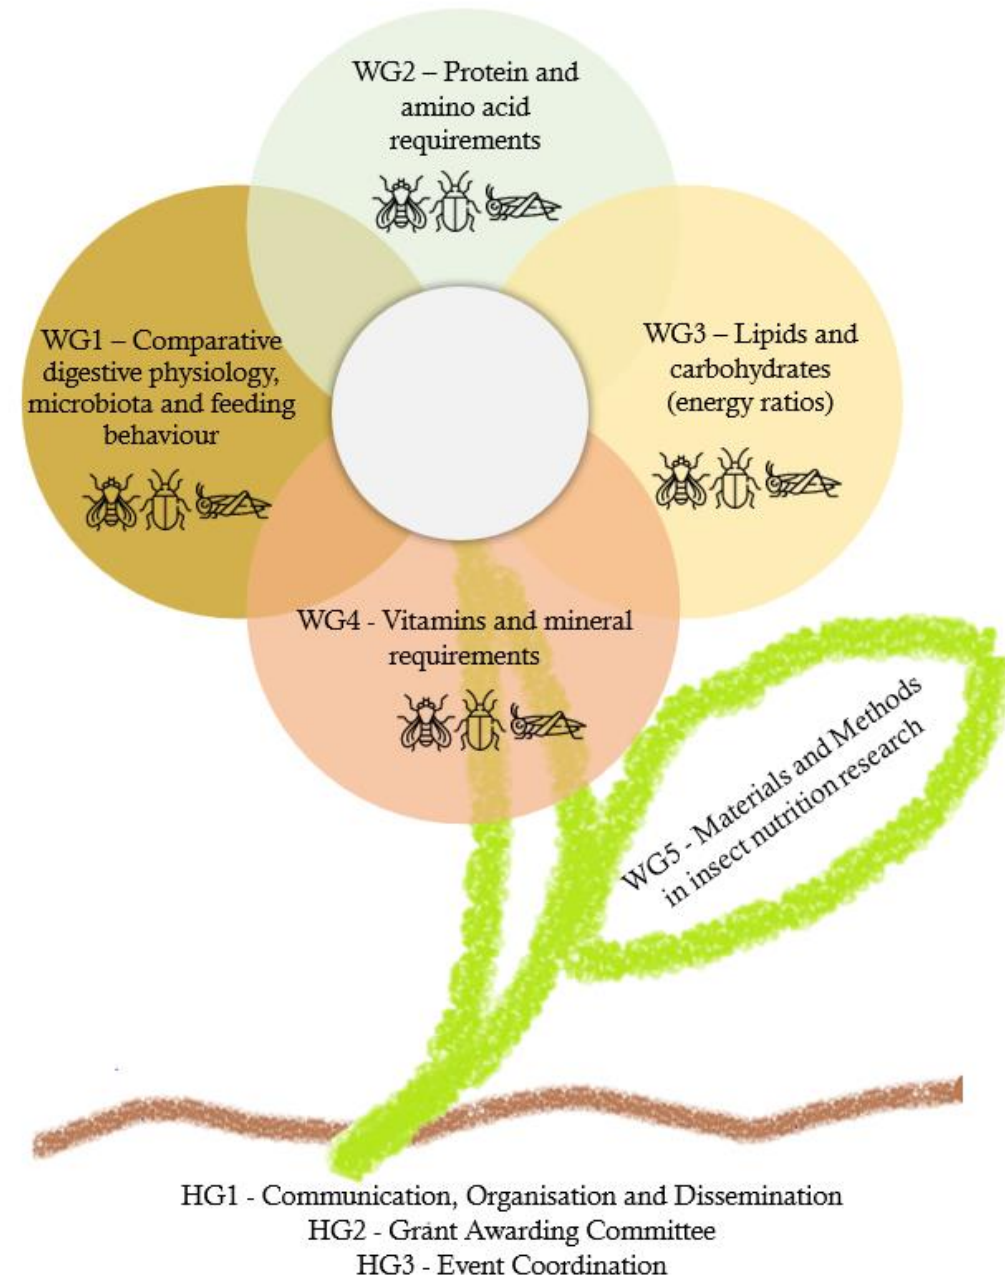 WG2 – Protein and
amino acid
requirements
WG1 – Comparative
digestive physiology,
microbiota and feeding
behaviour
WG3 – Lipids and
carbohydrates
(energy ratios)
WG4 - Vitamins and mineral
requirements
WG5 - Materials and Methods
in insect nutrition research
HG1 - Communication, Organisation and Dissemination
HG2 - Grant Awarding Committee
HG3 - Event Coordination